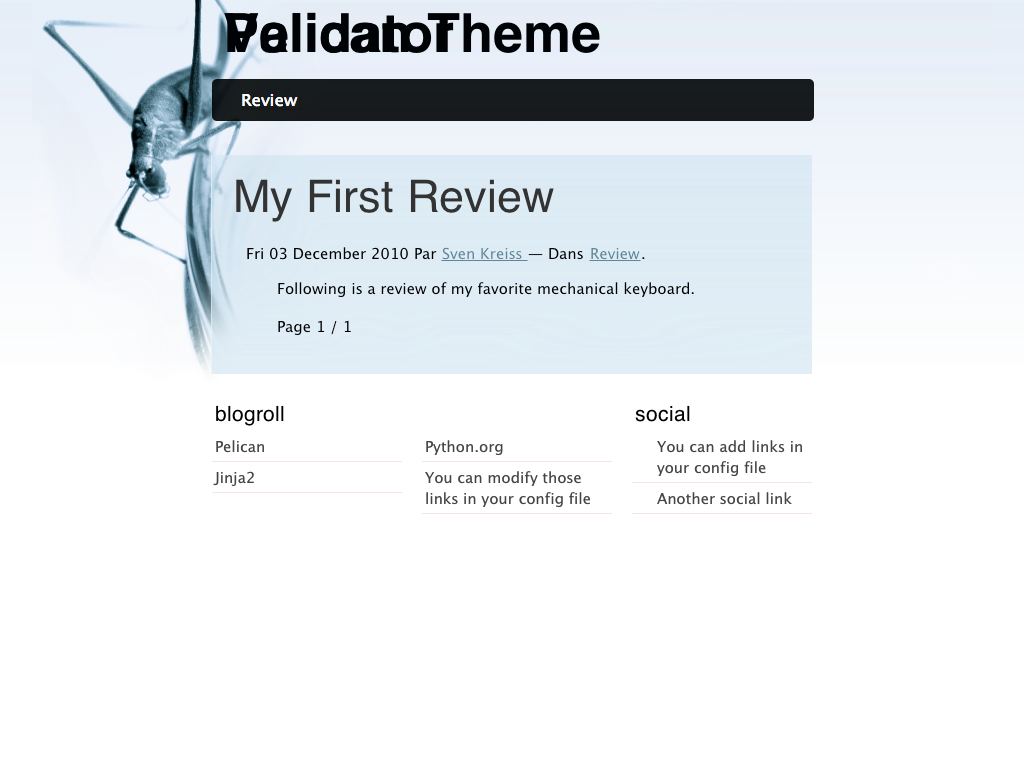 Pelican Theme
Validator
Review
My First Review
Fri 03 December 2010 Par Sven Kreiss — Dans Review.
Following is a review of my favorite mechanical keyboard.
Page 1 / 1
blogroll
Pelican
Jinja2
Python.org
You can modify those
links in your config file
social
You can add links in
your config file
Another social link